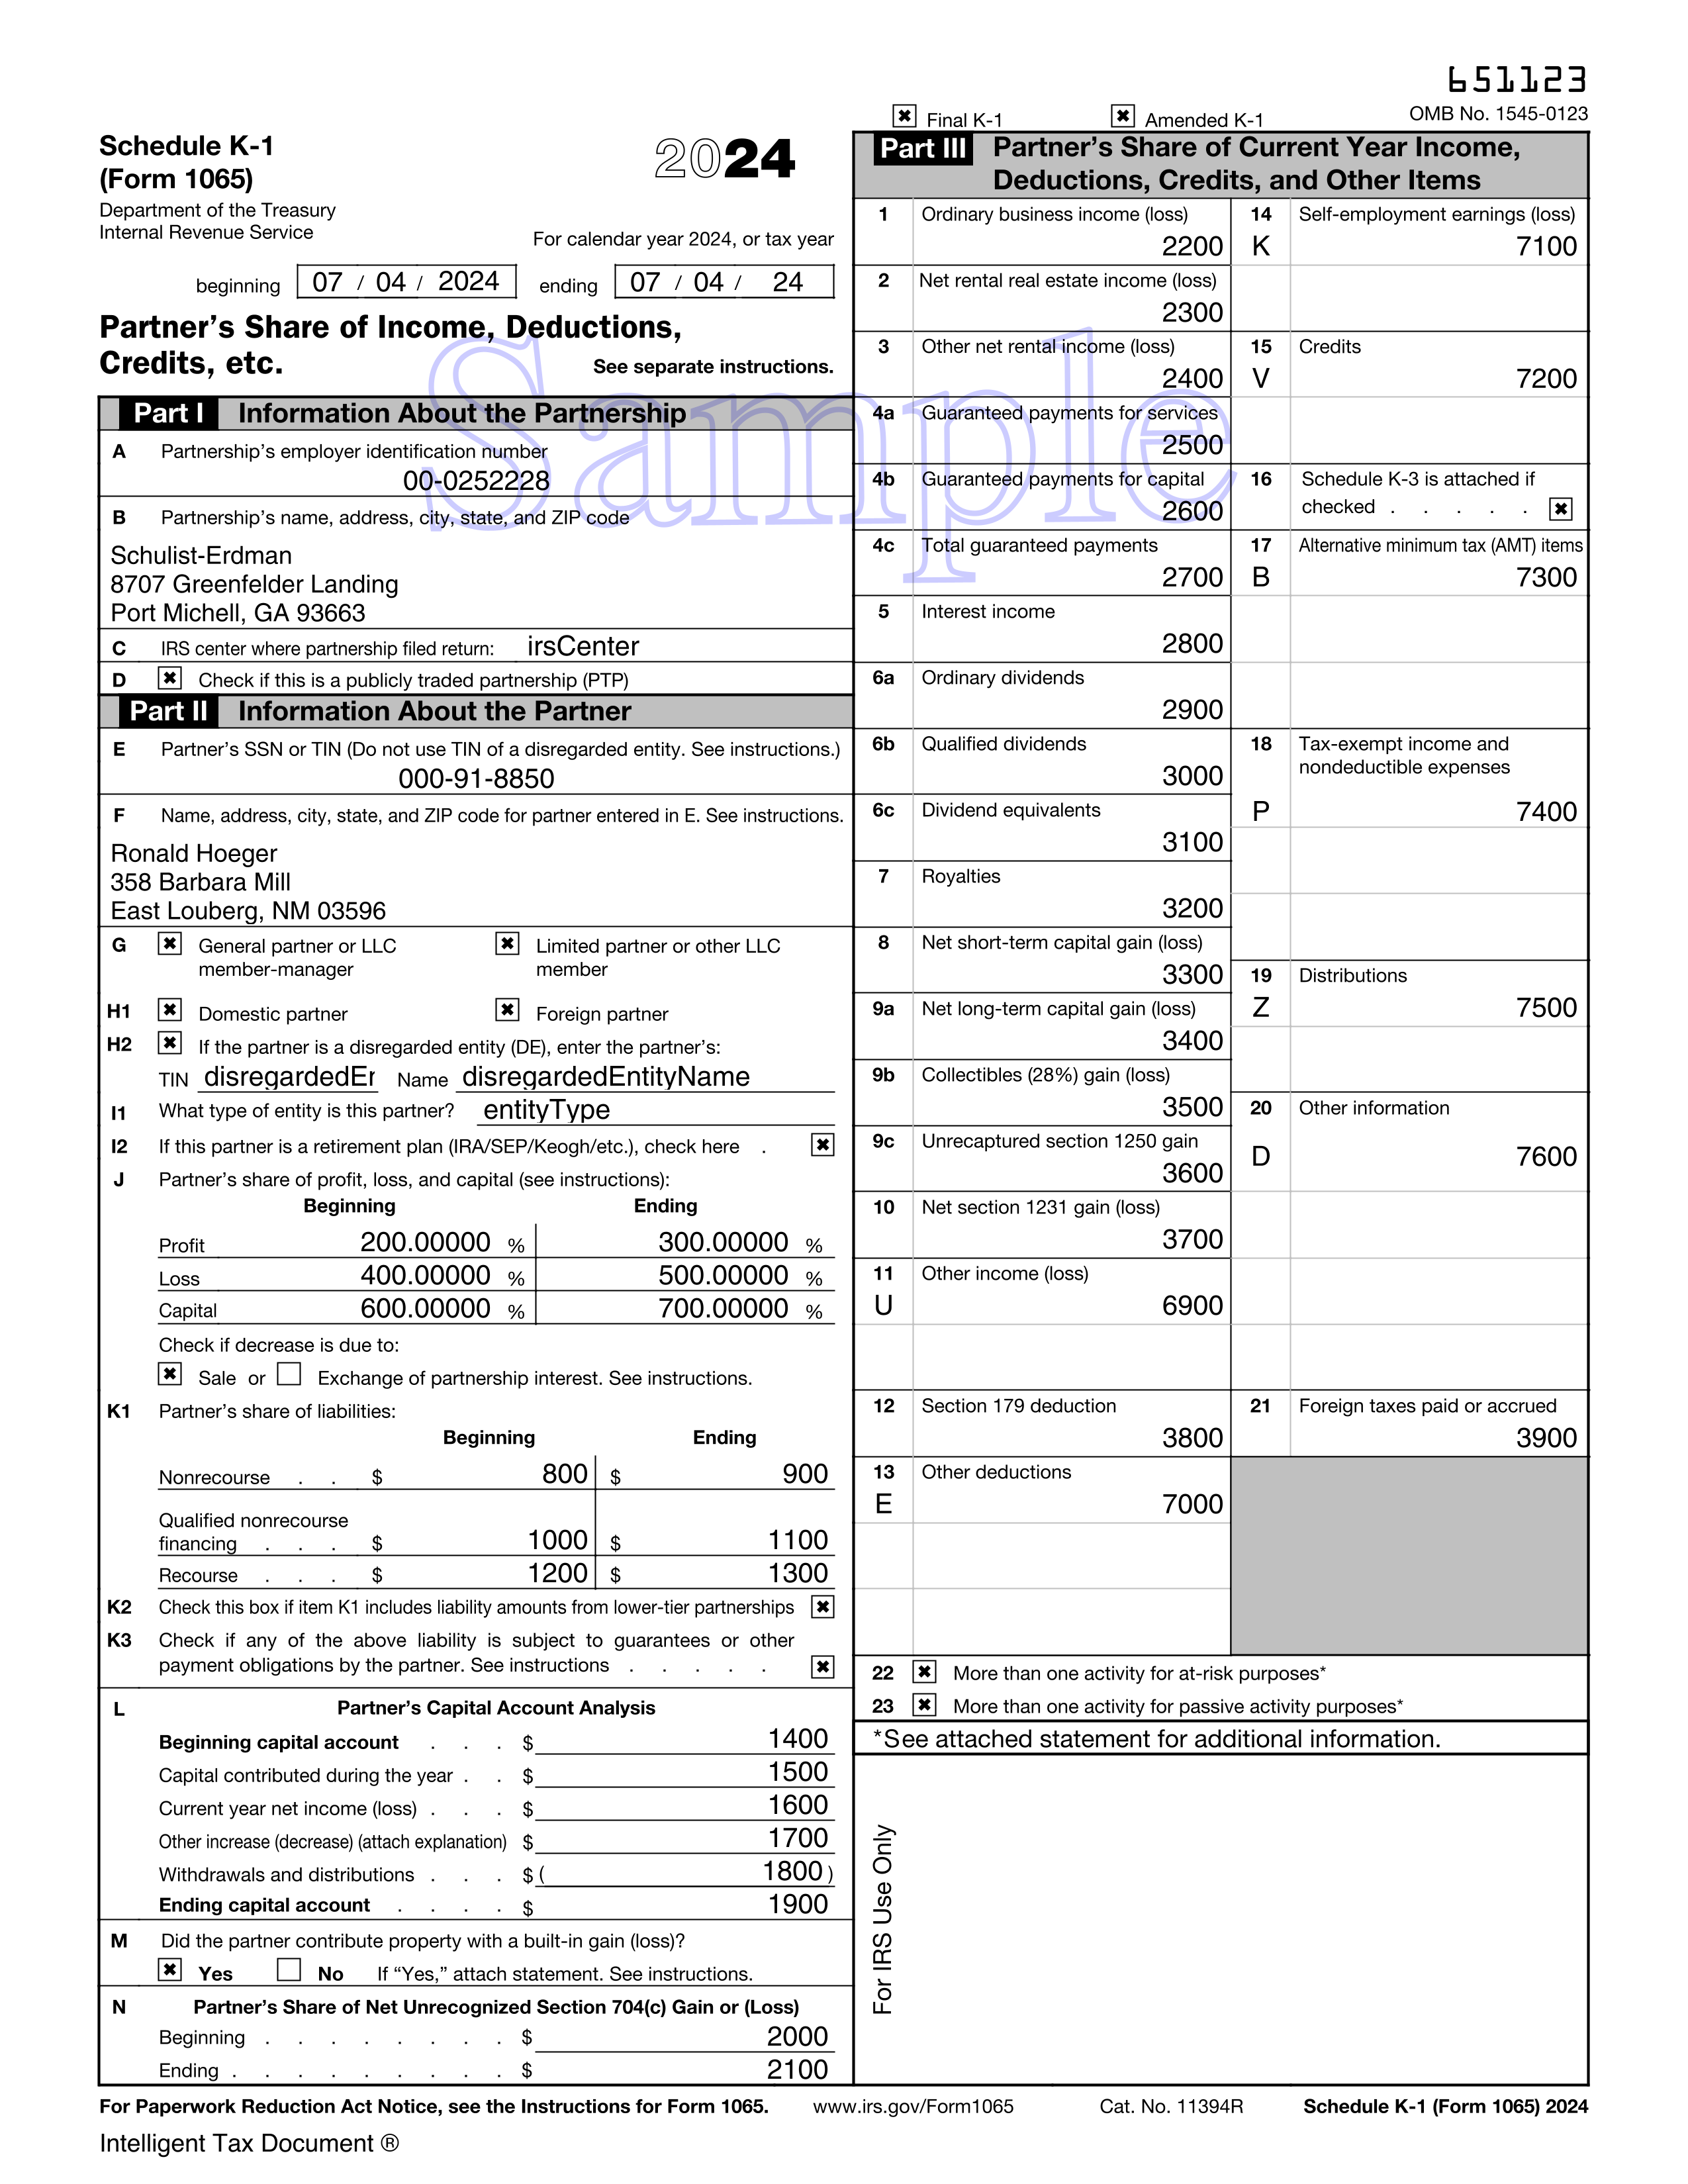 651123
OMB No. 1545-0123
Final K-1 Amended K-1
Schedule K-1
(Form 1065)
2024
Department of the Treasury
Internal Revenue Service
For calendar year 2024, or tax year
beginning 07 / 04 / 2024 ending 07 / 04 / 24
Partner’s Share of Income, Deductions,
Credits, etc.
See separate instructions.
Part I Information About the Partnership
A Partnership’s employer identification number
00-0252228
B Partnership’s name, address, city, state, and ZIP code
Schulist-Erdman
8707 Greenfelder Landing
Port Michell, GA 93663
C IRS center where partnership filed return: irsCenter
D Check if this is a publicly traded partnership (PTP)
Part II Information About the Partner
E Partner’s SSN or TIN (Do not use TIN of a disregarded entity. See instructions.)
000-91-8850
F Name, address, city, state, and ZIP code for partner entered in E. See instructions.
Ronald Hoeger
358 Barbara Mill
East Louberg, NM 03596
G General partner or LLC
member-manager
Limited partner or other LLC
member
H1 Domestic partner Foreign partner
H2 If the partner is a disregarded entity (DE), enter the partner’s:
TIN disregardedEr Name disregardedEntityName
I1 What type of entity is this partner? entityType
I2 If this partner is a retirement plan (IRA/SEP/Keogh/etc.), check here .
J Partner’s share of profit, loss, and capital (see instructions):
Beginning Ending
Profit 200.00000 % 300.00000 %
Loss 400.00000 % 500.00000 %
Capital 600.00000 % 700.00000 %
Check if decrease is due to:
Sale or Exchange of partnership interest. See instructions.
K1 Partner’s share of liabilities:
Beginning Ending
Nonrecourse . . $ 800 $ 900
Qualified nonrecourse
financing . . . $ 1000 $ 1100
Recourse . . . $ 1200 $ 1300
K2 Check this box if item K1 includes liability amounts from lower-tier partnerships
K3 Check if any of the above liability is subject to guarantees or other
payment obligations by the partner. See instructions . . . . .
L Partner’s Capital Account Analysis
Beginning capital account . . . $ 1400
Capital contributed during the year . . $ 1500
Current year net income (loss) . . . $ 1600
Other increase (decrease) (attach explanation) $ 1700
Withdrawals and distributions . . . $ ( 1800 )
Ending capital account . . . . $ 1900
M Did the partner contribute property with a built-in gain (loss)?
Yes No If “Yes,” attach statement. See instructions.
N Partner’s Share of Net Unrecognized Section 704(c) Gain or (Loss)
Beginning . . . . . . . . $ 2000
Ending . . . . . . . . . $ 2100
Part III Partner’s Share of Current Year Income,
Deductions, Credits, and Other Items
1 Ordinary business income (loss)
2200
2 Net rental real estate income (loss)
2300
3 Other net rental income (loss)
2400
4a Guaranteed payments for services
2500
4b Guaranteed payments for capital
2600
4c Total guaranteed payments
2700
5 Interest income
2800
6a Ordinary dividends
2900
6b Qualified dividends
3000
6c Dividend equivalents
3100
7 Royalties
3200
8 Net short-term capital gain (loss)
3300
9a Net long-term capital gain (loss)
3400
9b Collectibles (28%) gain (loss)
3500
9c Unrecaptured section 1250 gain
3600
10 Net section 1231 gain (loss)
3700
11 Other income (loss)
U 6900
12 Section 179 deduction
3800
13 Other deductions
E 7000
14 Self-employment earnings (loss)
K 7100
15 Credits
V 7200
16 Schedule K-3 is attached if
checked . . . . .
17 Alternative minimum tax (AMT) items
B 7300
18 Tax-exempt income and
nondeductible expenses
P 7400
19 Distributions
Z 7500
20 Other information
D 7600
21 Foreign taxes paid or accrued
3900
22 More than one activity for at-risk purposes*
23 More than one activity for passive activity purposes*
*See attached statement for additional information.
For IRS Use Only
Sample
For Paperwork Reduction Act Notice, see the Instructions for Form 1065. www.irs.gov/Form1065 Cat. No. 11394R Schedule K-1 (Form 1065) 2024
Intelligent Tax Document ®